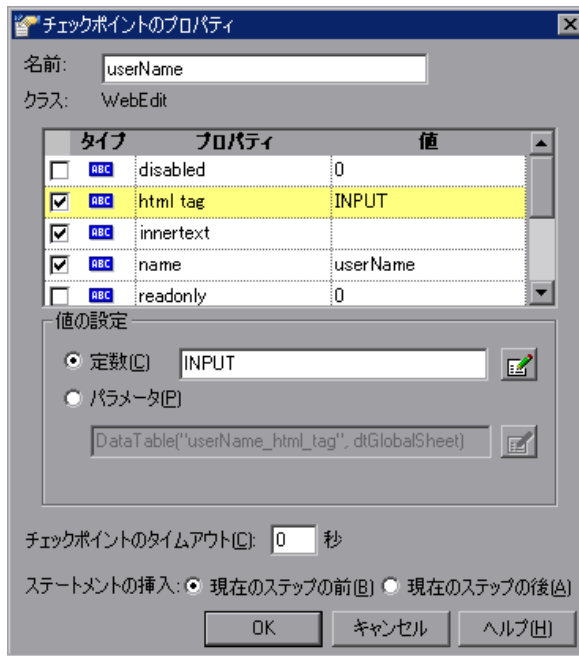 チェックポイントのプロパティ
名前: userName
クラス: WebEdit
タイプ プロパティ 値
ABC disabled 0
ABC html tag INPUT
ABC innertext
ABC name userName
ABC readonly 0
値の設定
定数(C) INPUT
パラメータ(P)
DataTable("userName_html_tag", dtGlobalSheet)
チェックポイントのタイムアウト(C): 0 秒
ステートメントの挿入: 現在のステップの前(B) 現在のステップの後(A)
OK キャンセル ヘルプ(H)